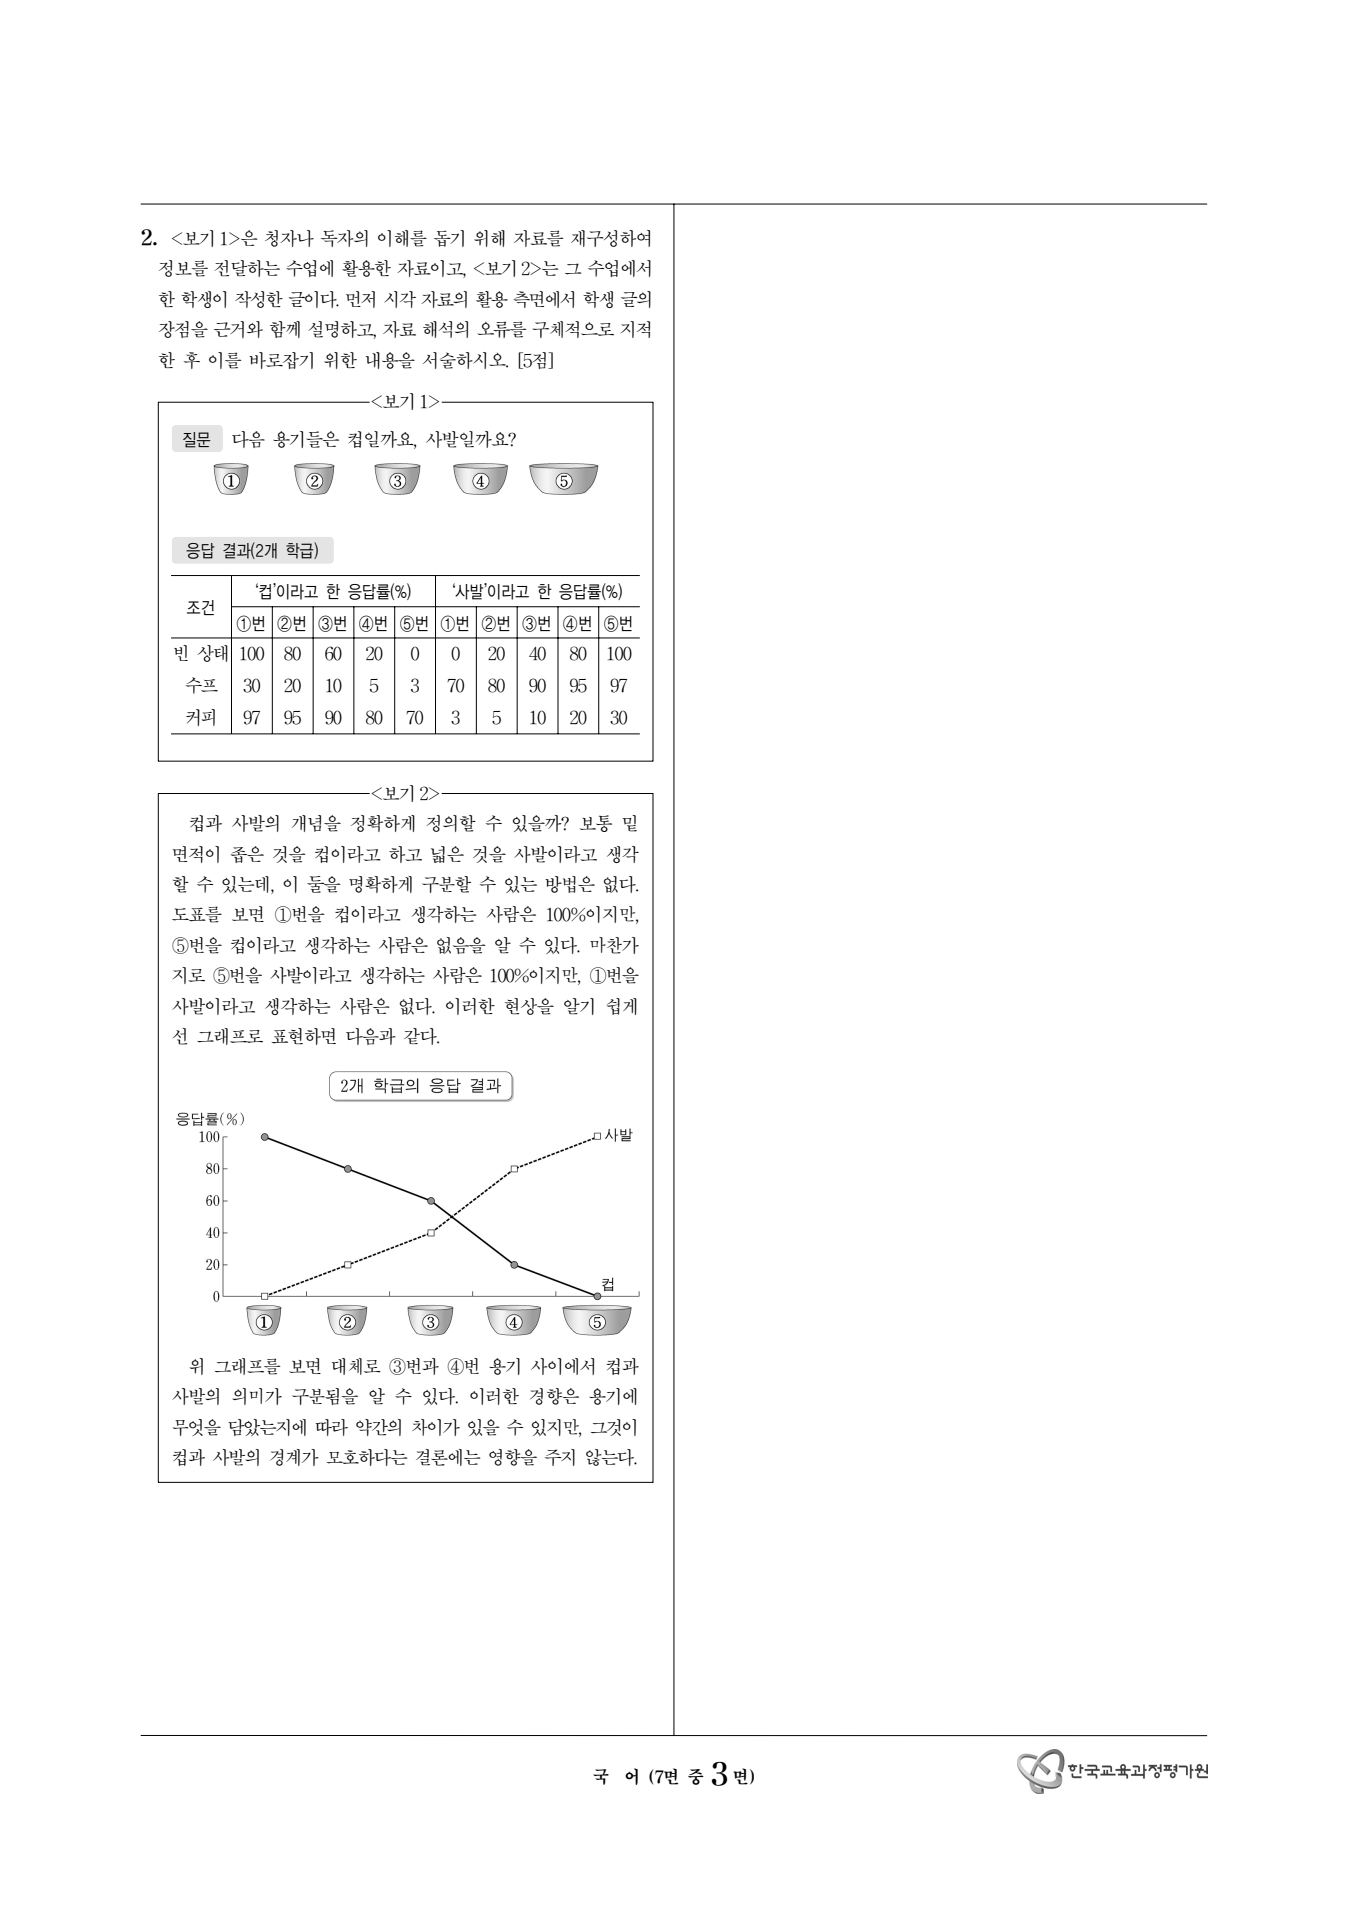 2. <보기 1>은 청자나 독자의 이해를 돕기 위해 자료를 재구성하여
정보를 전달하는 수업에 활용한 자료이고, <보기 2>는 그 수업에서
한 학생이 작성한 글이다. 먼저 시각 자료의 활용 측면에서 학생 글의
장점을 근거와 함께 설명하고, 자료 해석의 오류를 구체적으로 지적
한 후 이를 바로잡기 위한 내용을 서술하시오. [5점]
<보기 1>
질문 다음 용기들은 컵일까요, 사발일까요?
① ② ③ ④ ⑤
응답 결과(2개 학급)
조건 ‘컵’이라고 한 응답률(%) ‘사발’이라고 한 응답률(%)
①번 ②번 ③번 ④번 ⑤번 ①번 ②번 ③번 ④번 ⑤번
빈 상태 100 80 60 20 0 0 20 40 80 100
수프 30 20 10 5 3 70 80 90 95 97
커피 97 95 90 80 70 3 5 10 20 30
<보기 2>
컵과 사발의 개념을 정확하게 정의할 수 있을까? 보통 밑
면적이 좁은 것을 컵이라고 하고 넓은 것을 사발이라고 생각
할 수 있는데, 이 둘을 명확하게 구분할 수 있는 방법은 없다.
도표를 보면 ①번을 컵이라고 생각하는 사람은 100%이지만,
⑤번을 컵이라고 생각하는 사람은 없음을 알 수 있다. 마찬가
지로 ⑤번을 사발이라고 생각하는 사람은 100%이지만, ①번을
사발이라고 생각하는 사람은 없다. 이러한 현상을 알기 쉽게
선 그래프로 표현하면 다음과 같다.
2개 학급의 응답 결과
응답률(%)
100
80
60
40
20
0
사발
컵
① ② ③ ④ ⑤
위 그래프를 보면 대체로 ③번과 ④번 용기 사이에서 컵과
사발의 의미가 구분됨을 알 수 있다. 이러한 경향은 용기에
무엇을 담았는지에 따라 약간의 차이가 있을 수 있지만, 그것이
컵과 사발의 경계가 모호하다는 결론에는 영향을 주지 않는다.
국 어 (7면 중 3 면)
한국교육과정평가원